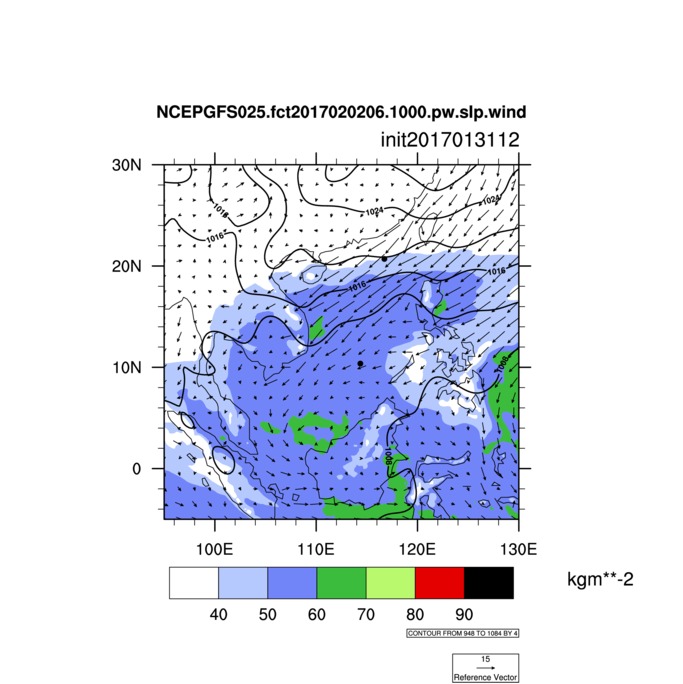 NCEPGFS025.fct2017020206.1000.pw.slp.wind
init2017013112
30N
20N
10N
0
100E 110E 120E 130E
1016
1016
1024
1024
1016
1016
1008
1008
kgm**-2
40 50 60 70 80 90
CONTOUR FROM 948 TO 1084 BY 4
15
Reference Vector